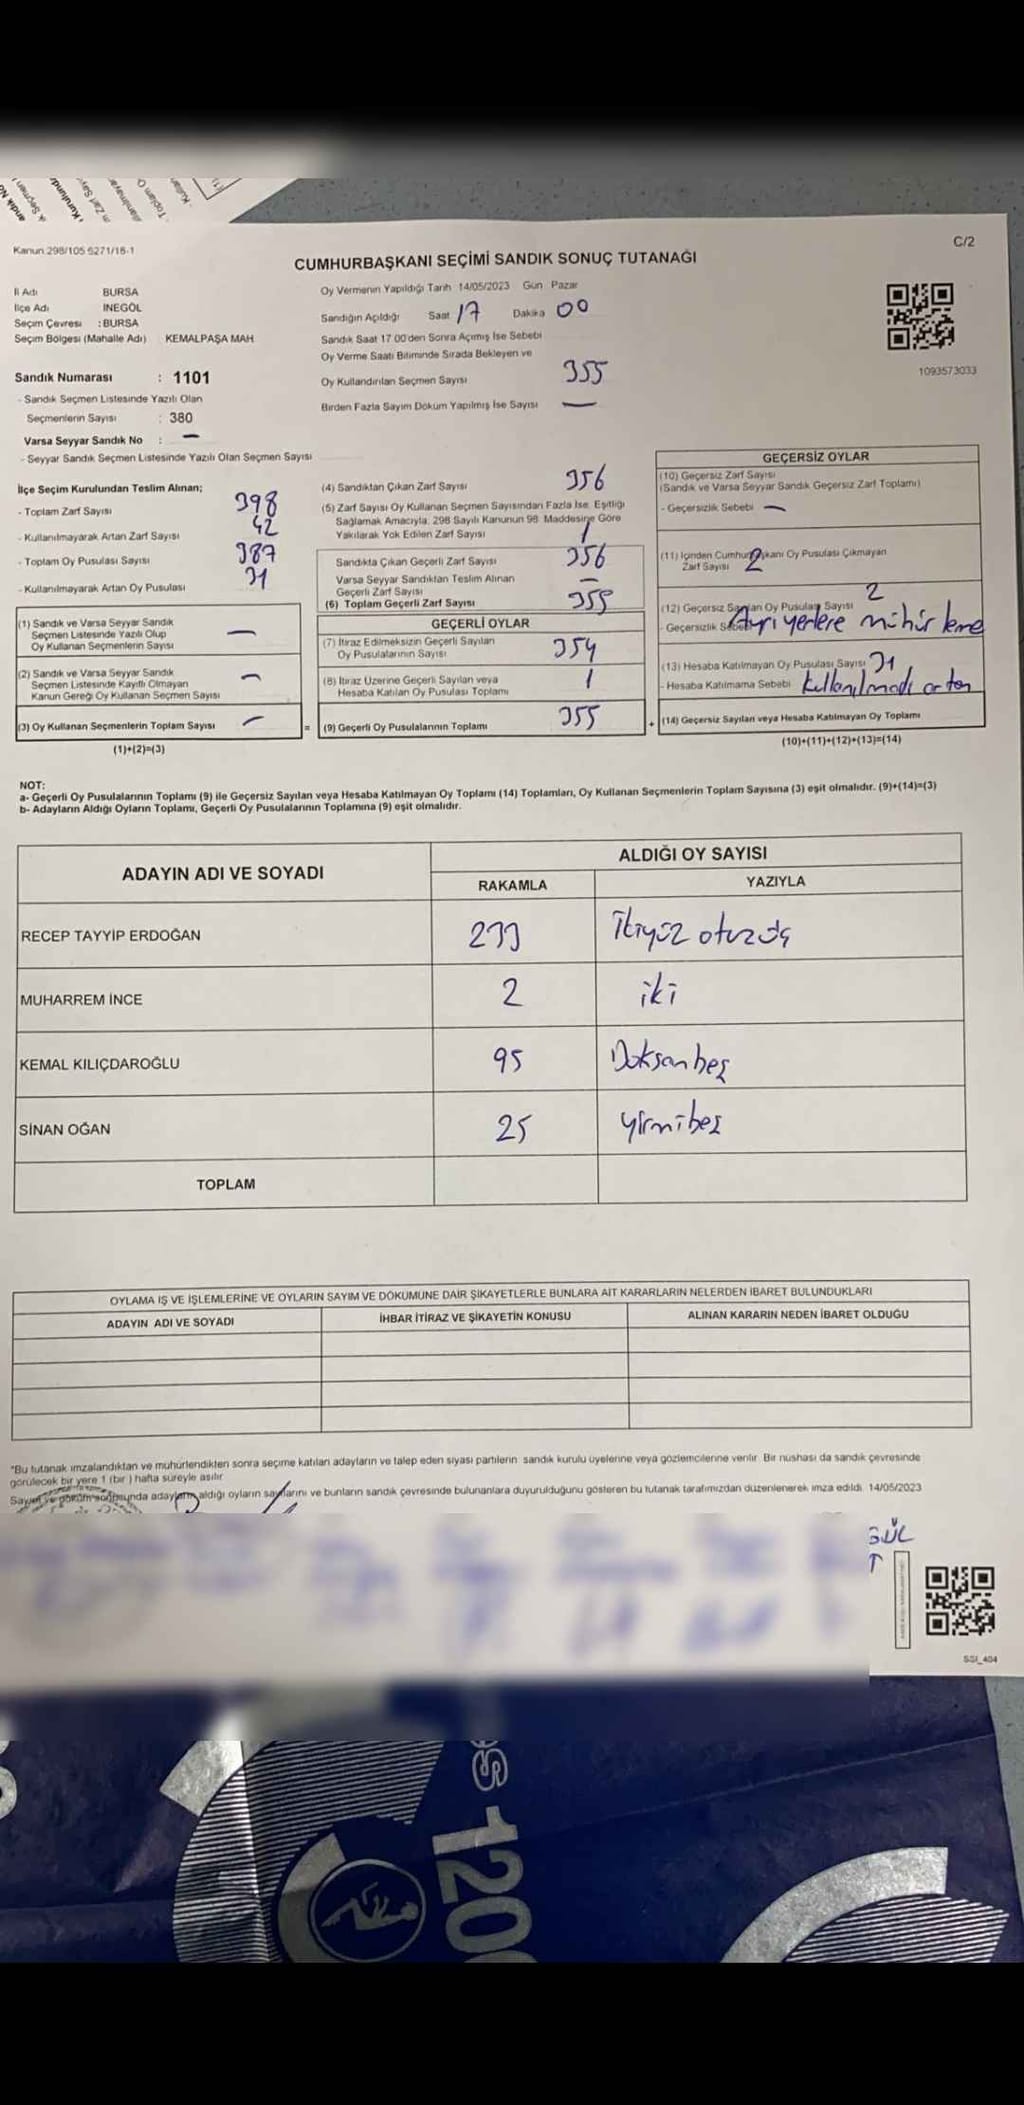 Kanun 298/105 6271/16-1
C/2
CUMHURBAŞKANI SEÇİMİ SANDIK SONUÇ TUTANAĞI
İl Adı BURSA
İlçe Adı İNEGÖL
Seçim Çevresi : BURSA
Seçim Bölgesi (Mahalle Adı) KEMALPAŞA MAH
Sandık Numarası : 1101
- Sandık Seçmen Listesinde Yazılı Olan
Seçmenlerin Sayısı : 380
Varsa Seyyar Sandık No : —
- Seyyar Sandık Seçmen Listesinde Yazılı Olan Seçmen Sayısı
Oy Vermenin Yapıldığı Tarih 14/05/2023 Gün Pazar
Sandığın Açıldığı Saat 17 Dakika 00
Sandık Saat 17 00'den Sonra Açımış İse Sebebi
Oy Verme Saati Bitiminde Sırada Bekleyen ve
Oy Kullandırılan Seçmen Sayısı 355
Birden Fazla Sayım Döküm Yapılmış İse Sayısı —
1093573033
İlçe Seçim Kurulundan Teslim Alınan;
- Toplam Zarf Sayısı 398
- Kullanılmayarak Artan Zarf Sayısı 42
- Toplam Oy Pusulası Sayısı 387
- Kullanılmayarak Artan Oy Pusulası 31
(1) Sandık ve Varsa Seyyar Sandık
Seçmen Listesinde Yazılı Olup
Oy Kullanan Seçmenlerin Sayısı —
(2) Sandık ve Varsa Seyyar Sandık
Seçmen Listesinde Kayıtlı Olmayan
Kanun Gereği Oy Kullanan Seçmen Sayısı —
(3) Oy Kullanan Seçmenlerin Toplam Sayısı —
(1)+(2)=(3)
(4) Sandıktan Çıkan Zarf Sayısı 356
(5) Zarf Sayısı Oy Kullanan Seçmen Sayısından Fazla İse, Eşitliği
Sağlamak Amacıyla, 298 Sayılı Kanunun 98. Maddesine Göre
Yakılarak Yok Edilen Zarf Sayısı 1
Sandıkta Çıkan Geçerli Zarf Sayısı 356
Varsa Seyyar Sandıktan Teslim Alınan
Geçerli Zarf Sayısı —
(6) Toplam Geçerli Zarf Sayısı 355
GEÇERLİ OYLAR
(7) İtiraz Edilmeksizin Geçerli Sayılan
Oy Pusulalarının Sayısı 354
(8) İtiraz Üzerine Geçerli Sayılan veya
Hesaba Katılan Oy Pusulası Toplamı 1
= (9) Geçerli Oy Pusulalarının Toplamı 355
GEÇERSİZ OYLAR
(10) Geçersiz Zarf Sayısı
(Sandık ve Varsa Seyyar Sandık Geçersiz Zarf Toplamı)
- Geçersizlik Sebebi —
(11) İçinden Cumhurbaşkanı Oy Pusulası Çıkmayan
Zarf Sayısı 2
(12) Geçersiz Sayılan Oy Pusulası Sayısı 2
- Geçersizlik Sebebi Ayrı yerlere mühürleme
(13) Hesaba Katılmayan Oy Pusulası Sayısı 31
- Hesaba Katılmama Sebebi kullanılmadı artan
+ (14) Geçersiz Sayılan veya Hesaba Katılmayan Oy Toplamı
(10)+(11)+(12)+(13)=(14)
NOT:
a- Geçerli Oy Pusulalarının Toplamı (9) ile Geçersiz Sayılan veya Hesaba Katılmayan Oy Toplamı (14) Toplamları, Oy Kullanan Seçmenlerin Toplam Sayısına (3) eşit olmalıdır. (9)+(14)=(3)
b- Adayların Aldığı Oyların Toplamı, Geçerli Oy Pusulalarının Toplamına (9) eşit olmalıdır.
ADAYIN ADI VE SOYADI ALDIĞI OY SAYISI
RAKAMLA YAZIYLA
RECEP TAYYİP ERDOĞAN 233 İkiyüz otuzüç
MUHARREM İNCE 2 iki
KEMAL KILIÇDAROĞLU 95 Doksanbeş
SİNAN OĞAN 25 yirmibeş
TOPLAM
OYLAMA İŞ VE İŞLEMLERİNE VE OYLARIN SAYIM VE DÖKÜMÜNE DAİR ŞİKAYETLERLE BUNLARA AİT KARARLARIN NELERDEN İBARET BULUNDUKLARI
ADAYIN ADI VE SOYADI İHBAR İTİRAZ VE ŞİKAYETİN KONUSU ALINAN KARARIN NEDEN İBARET OLDUĞU
*Bu tutanak imzalandıktan ve mühürlendikten sonra seçime katılan adayların ve talep eden siyasi partilerin sandık kurulu üyelerine veya gözlemcilerine verilir. Bir nüshası da sandık çevresinde
görülecek bir yere 1 (bir ) hafta süreyle asılır
Sayım ve döküm sonucunda adayların aldığı oyların sayılarını ve bunların sandık çevresinde bulunanlara duyurulduğunu gösteren bu tutanak tarafımızdan düzenlenerek imza edildi. 14/05/2023
GÜL
SSI_404
1200